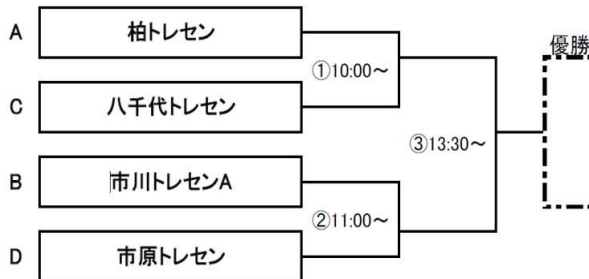 A 柏トレセン
優勝
①10:00～
C 八千代トレセン
③13:30～
B 市川トレセンA
②11:00～
D 市原トレセン